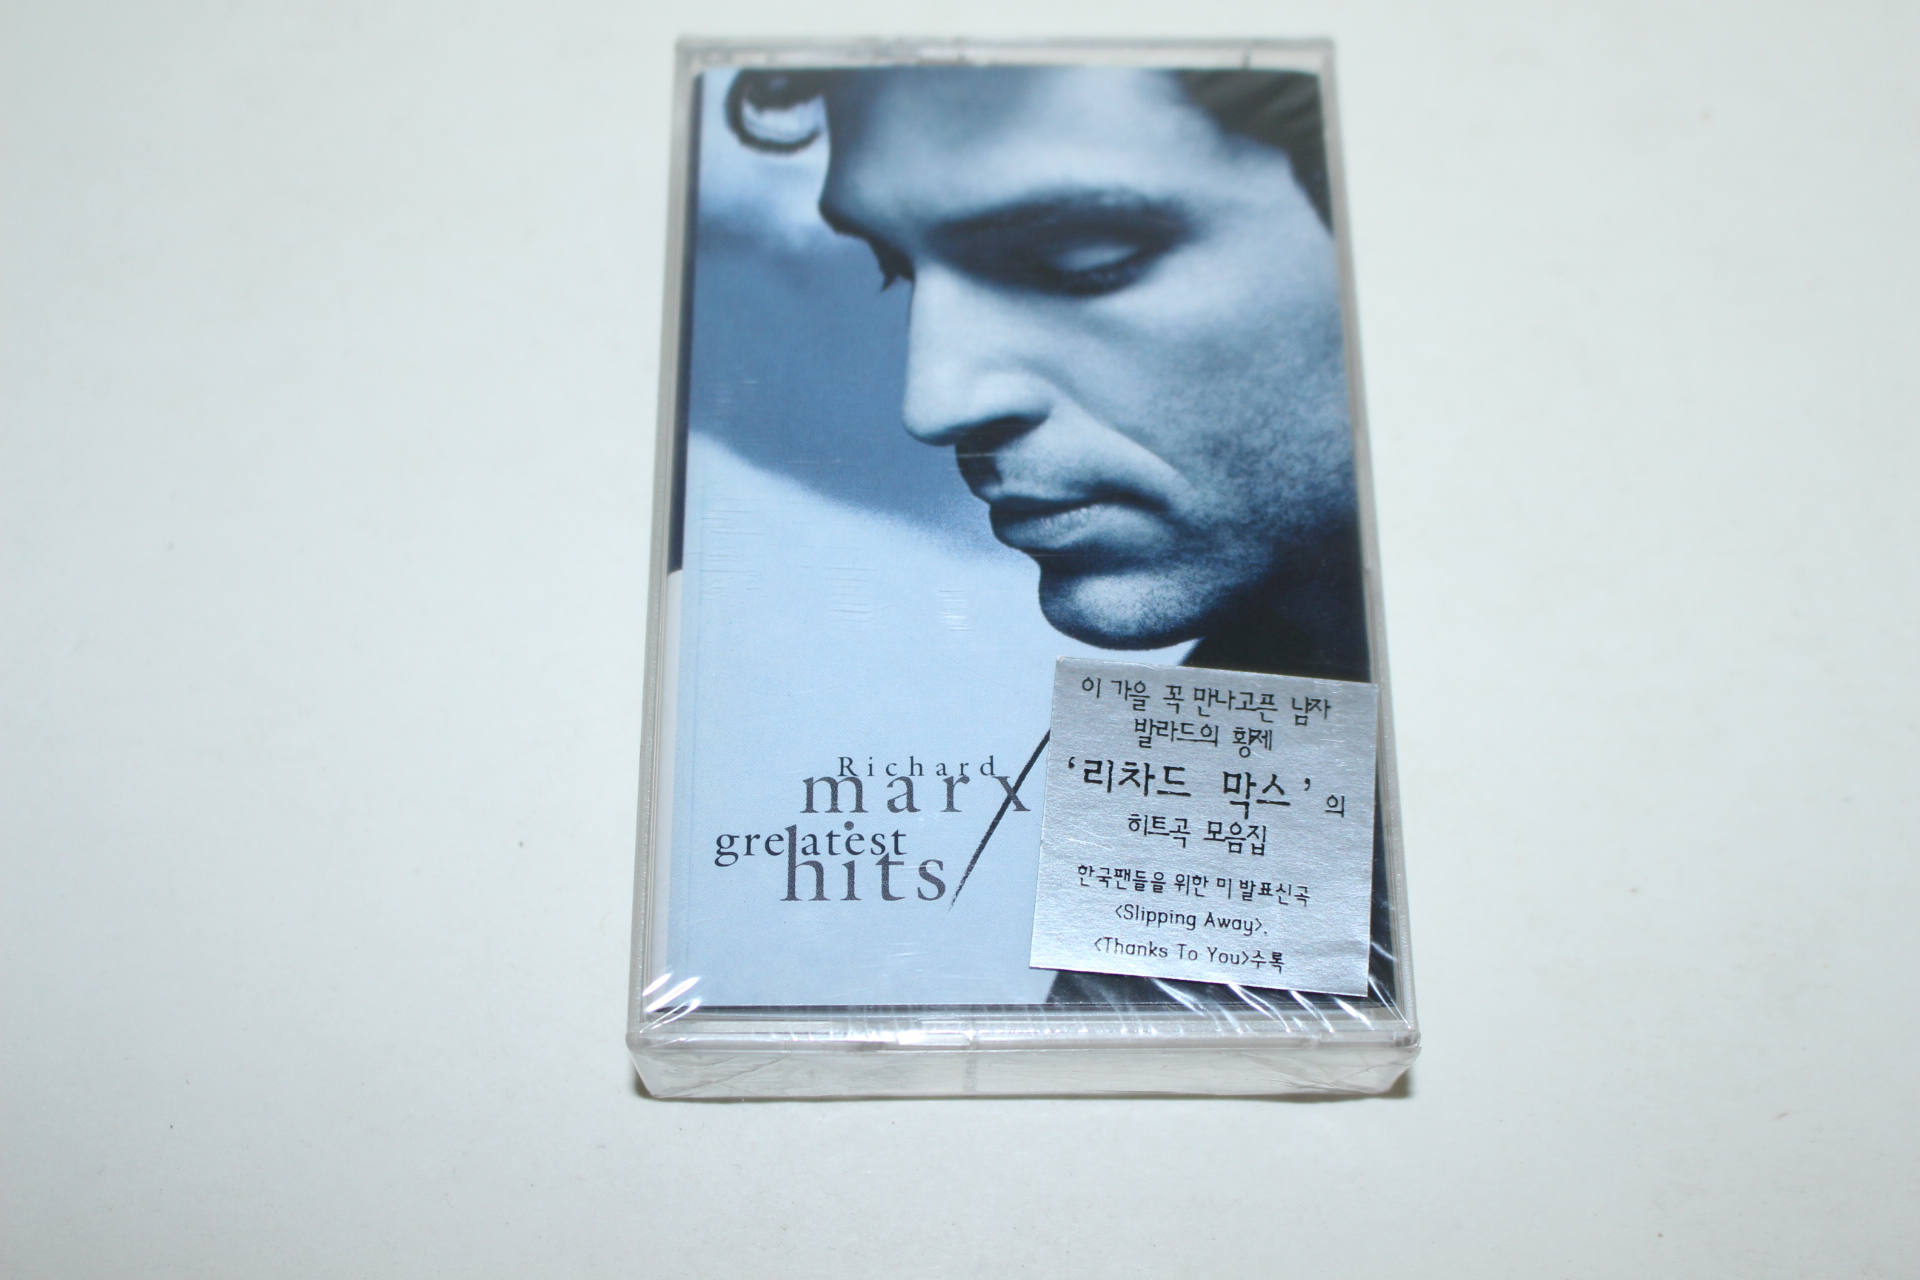 Richard
marx
greatest
hits
이 가을 꼭 만나고픈 남자
발라드의 황제
'리차드 막스'의
히트곡 모음집
한국팬들을 위한 미 발표신곡
<Slipping Away>,
<Thanks To You>수록